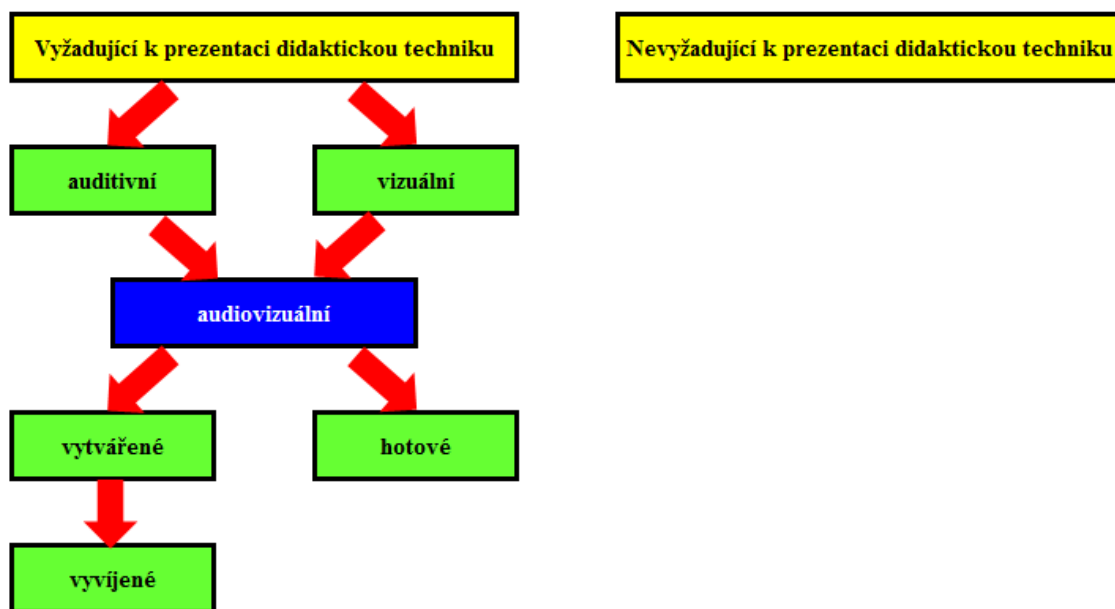 Vyžadující k prezentaci didaktickou techniku
Nevyžadující k prezentaci didaktickou techniku
auditivní
vizuální
audiovizuální
vytvářené
hotové
vyvíjené